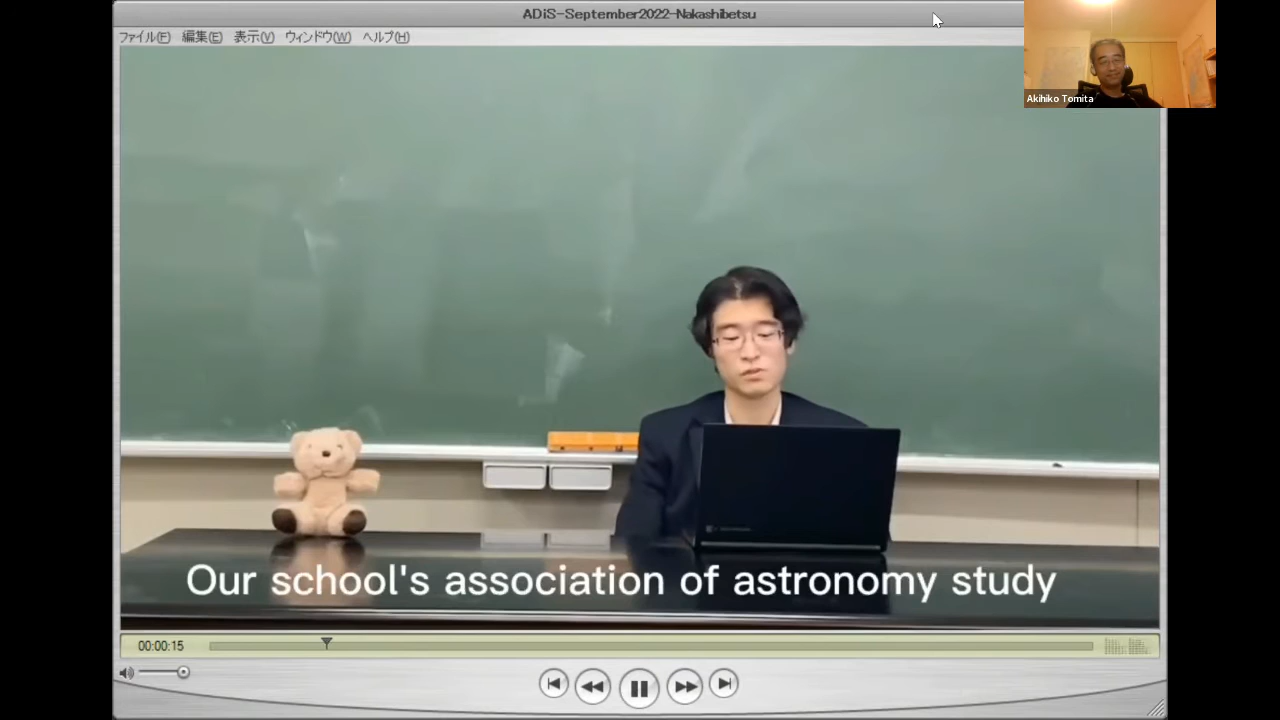 ADiS-September2022-Nakashibetsu
ファイル(F) 編集(E) 表示(V) ウィンドウ(W) ヘルプ(H)
Akihiko Tomita
Our school's association of astronomy study
00:00:15